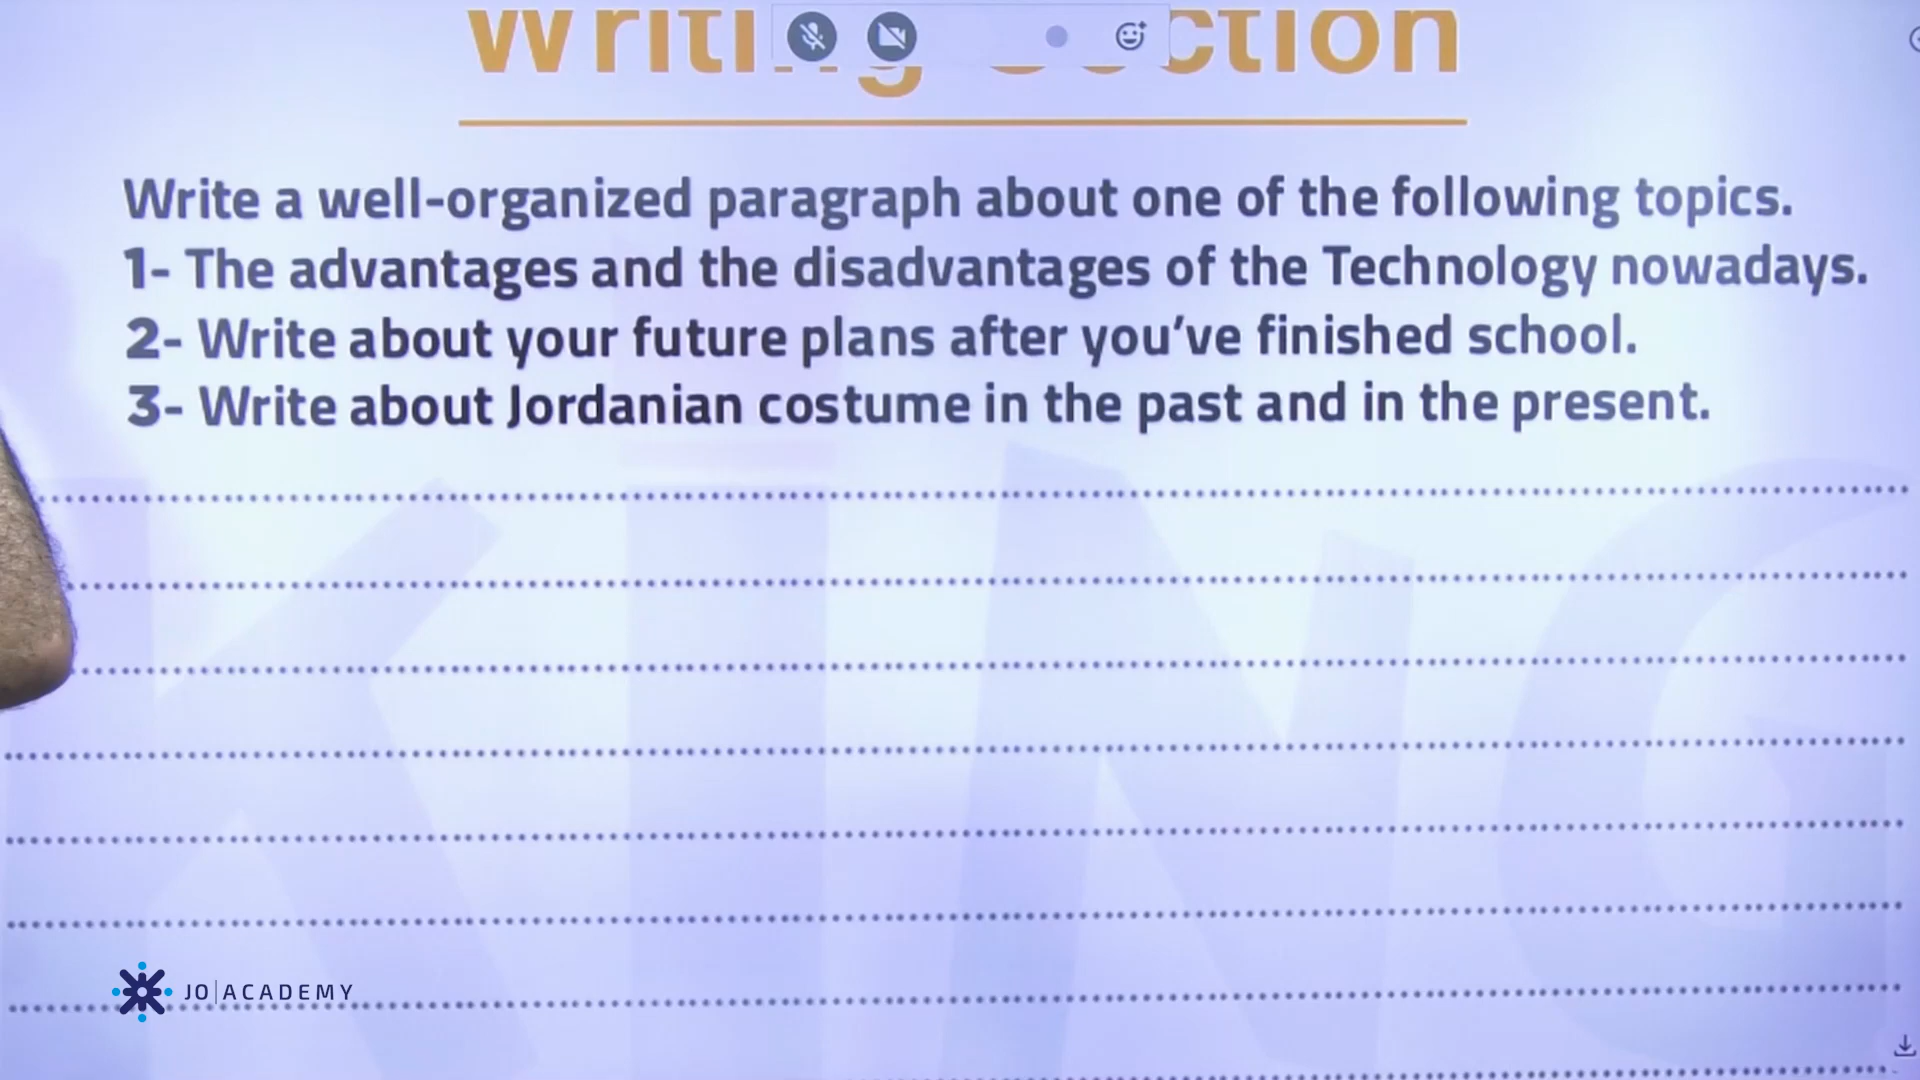 Writing Section
Write a well-organized paragraph about one of the following topics.
1- The advantages and the disadvantages of the Technology nowadays.
2- Write about your future plans after you've finished school.
3- Write about Jordanian costume in the past and in the present.
JO ACADEMY